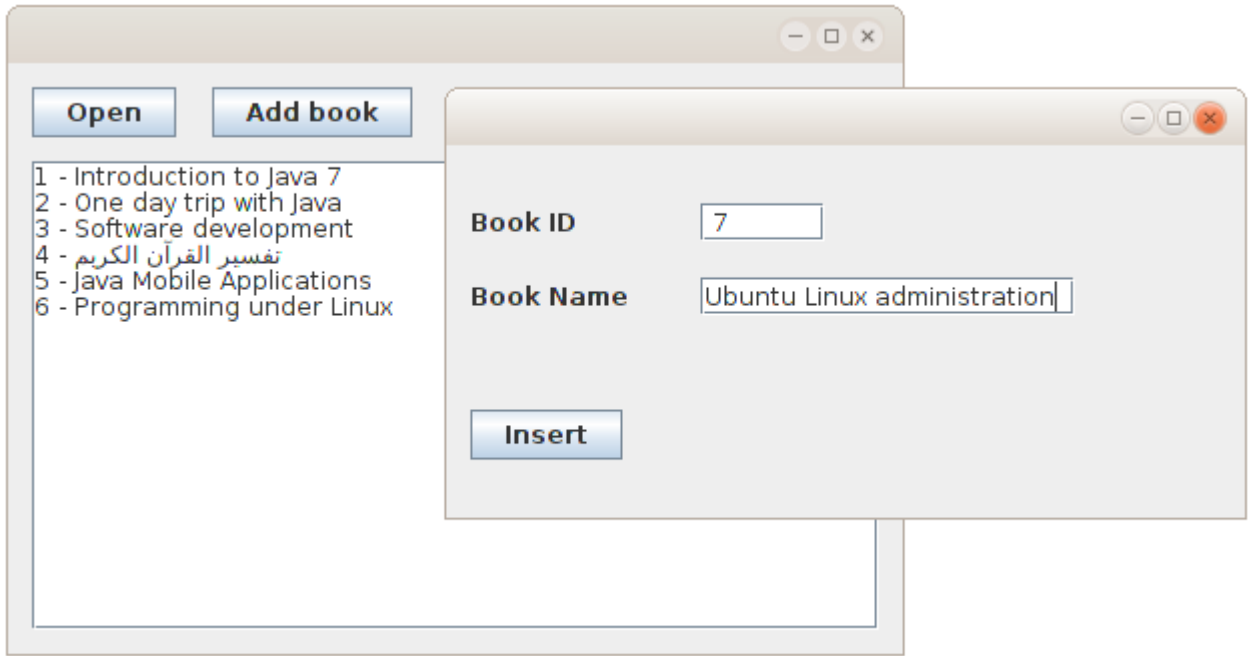 Open
Add book
1 - Introduction to Java 7
2 - One day trip with Java
3 - Software development
4 - تفسير القرآن الكريم
5 - Java Mobile Applications
6 - Programming under Linux
Book ID
7
Book Name
Ubuntu Linux administration
Insert